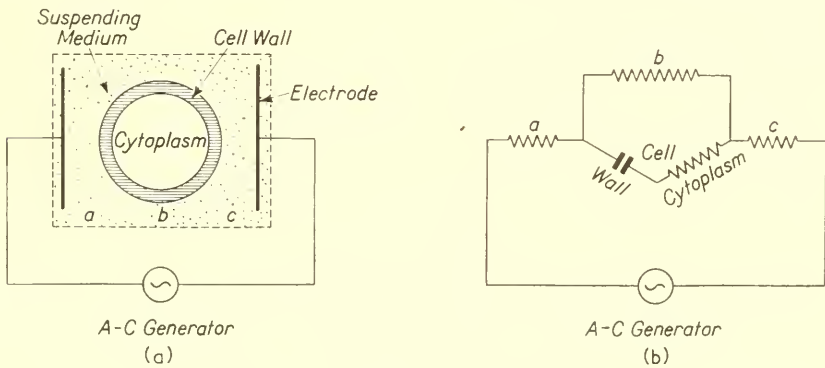 Suspending
Medium
Cell Wall
Electrode
Cytoplasm
a
b
c
A-C Generator
(a)
b
a
c
Cell
Wall
Cytoplasm
A-C Generator
(b)